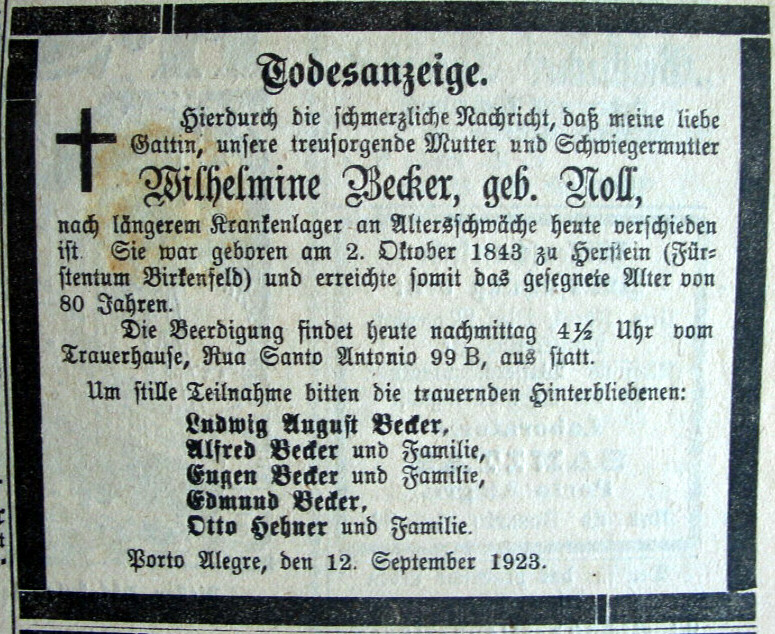 Todesanzeige.
Hierdurch die schmerzliche Nachricht, daß meine liebe
Gattin, unsere treusorgende Mutter und Schwiegermutter
Wilhelmine Becker, geb. Noll,
nach längerem Krankenlager an Altersschwäche heute verschieden
ist. Sie war geboren am 2. Oktober 1843 zu Herstein (Für-
stentum Birkenfeld) und erreichte somit das gesegnete Alter von
80 Jahren.
Die Beerdigung findet heute nachmittag 4½ Uhr vom
Trauerhause, Rua Santo Antonio 99 B, aus statt.
Um stille Teilnahme bitten die trauernden Hinterbliebenen:
Ludwig August Becker,
Alfred Becker und Familie,
Eugen Becker und Familie,
Edmund Becker,
Otto Hehner und Familie.
Porto Alegre, den 12. September 1923.